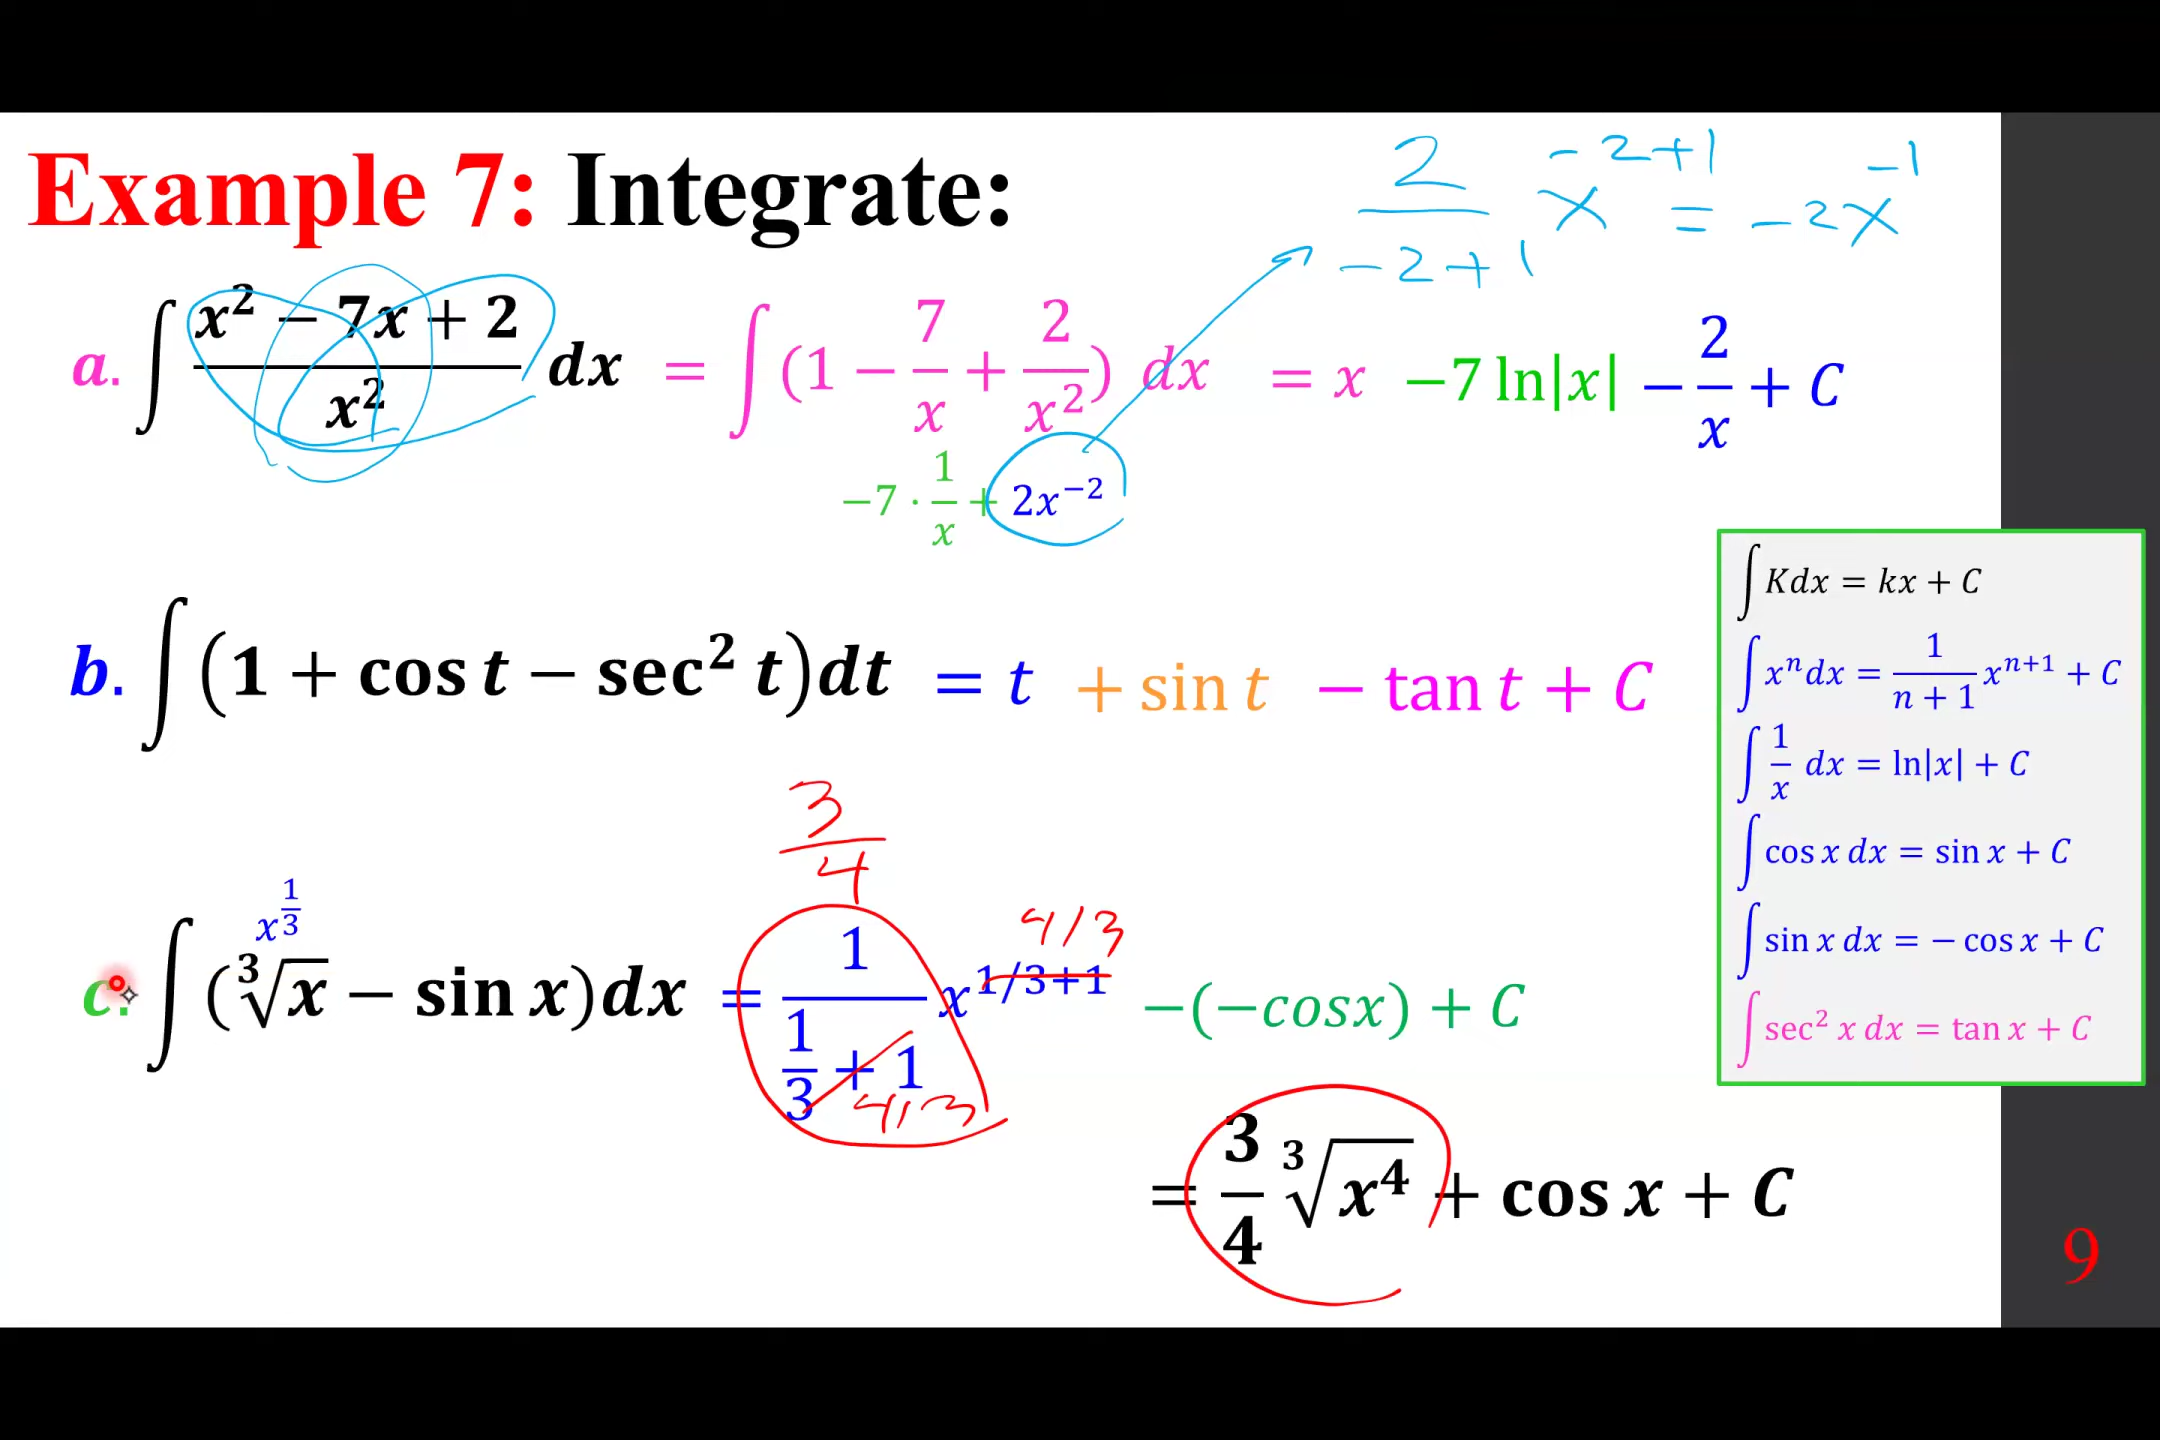 Example 7: Integrate:
2/(-2+1) x^(-2+1) = -2x^(-1)
a. ∫ (x² − 7x + 2)/x² dx = ∫(1 − 7/x + 2/x²) dx = x −7 ln|x| − 2/x + C
−7 · 1/x + 2x⁻²
b. ∫(1 + cos t − sec² t)dt = t + sin t − tan t + C
3/4
x^(1/3)
4/3
c. ∫(∛x − sin x)dx = 1/(1/3 + 1) x^(1/3+1) −(−cosx) + C
4/3
= 3/4 ∛x⁴ + cos x + C
∫Kdx = kx + C
∫xⁿdx = 1/(n + 1) xⁿ⁺¹ + C
∫1/x dx = ln|x| + C
∫cos x dx = sin x + C
∫sin x dx = − cos x + C
∫sec² x dx = tan x + C
9